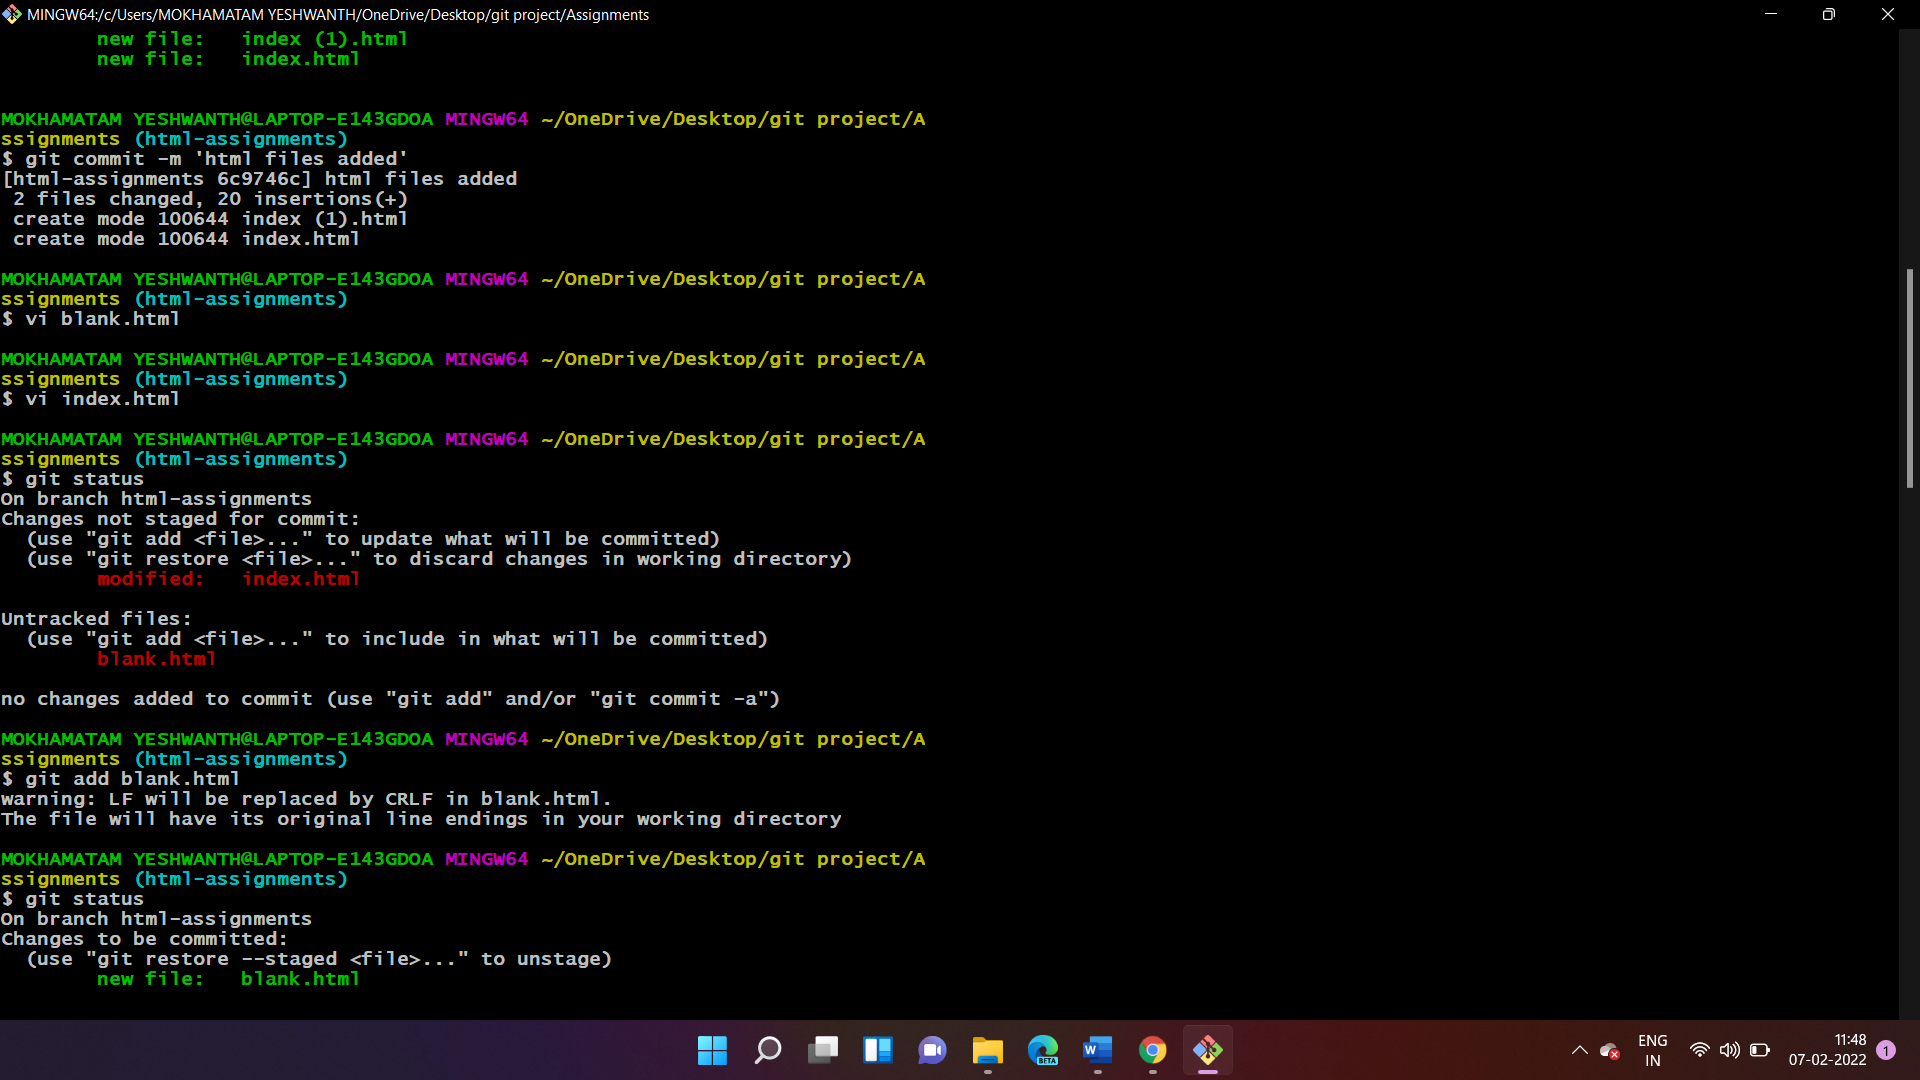 MINGW64:/c/Users/MOKHAMATAM YESHWANTH/OneDrive/Desktop/git project/Assignments
new file:   index (1).html
new file:   index.html
MOKHAMATAM YESHWANTH@LAPTOP-E143GDOA MINGW64 ~/OneDrive/Desktop/git project/A
ssignments (html-assignments)
$ git commit -m 'html files added'
[html-assignments 6c9746c] html files added
 2 files changed, 20 insertions(+)
 create mode 100644 index (1).html
 create mode 100644 index.html
MOKHAMATAM YESHWANTH@LAPTOP-E143GDOA MINGW64 ~/OneDrive/Desktop/git project/A
ssignments (html-assignments)
$ vi blank.html
MOKHAMATAM YESHWANTH@LAPTOP-E143GDOA MINGW64 ~/OneDrive/Desktop/git project/A
ssignments (html-assignments)
$ vi index.html
MOKHAMATAM YESHWANTH@LAPTOP-E143GDOA MINGW64 ~/OneDrive/Desktop/git project/A
ssignments (html-assignments)
$ git status
On branch html-assignments
Changes not staged for commit:
  (use "git add <file>..." to update what will be committed)
  (use "git restore <file>..." to discard changes in working directory)
        modified:   index.html
Untracked files:
  (use "git add <file>..." to include in what will be committed)
        blank.html
no changes added to commit (use "git add" and/or "git commit -a")
MOKHAMATAM YESHWANTH@LAPTOP-E143GDOA MINGW64 ~/OneDrive/Desktop/git project/A
ssignments (html-assignments)
$ git add blank.html
warning: LF will be replaced by CRLF in blank.html.
The file will have its original line endings in your working directory
MOKHAMATAM YESHWANTH@LAPTOP-E143GDOA MINGW64 ~/OneDrive/Desktop/git project/A
ssignments (html-assignments)
$ git status
On branch html-assignments
Changes to be committed:
  (use "git restore --staged <file>..." to unstage)
        new file:   blank.html
BETA
W
ENG
IN
11:48
07-02-2022
1